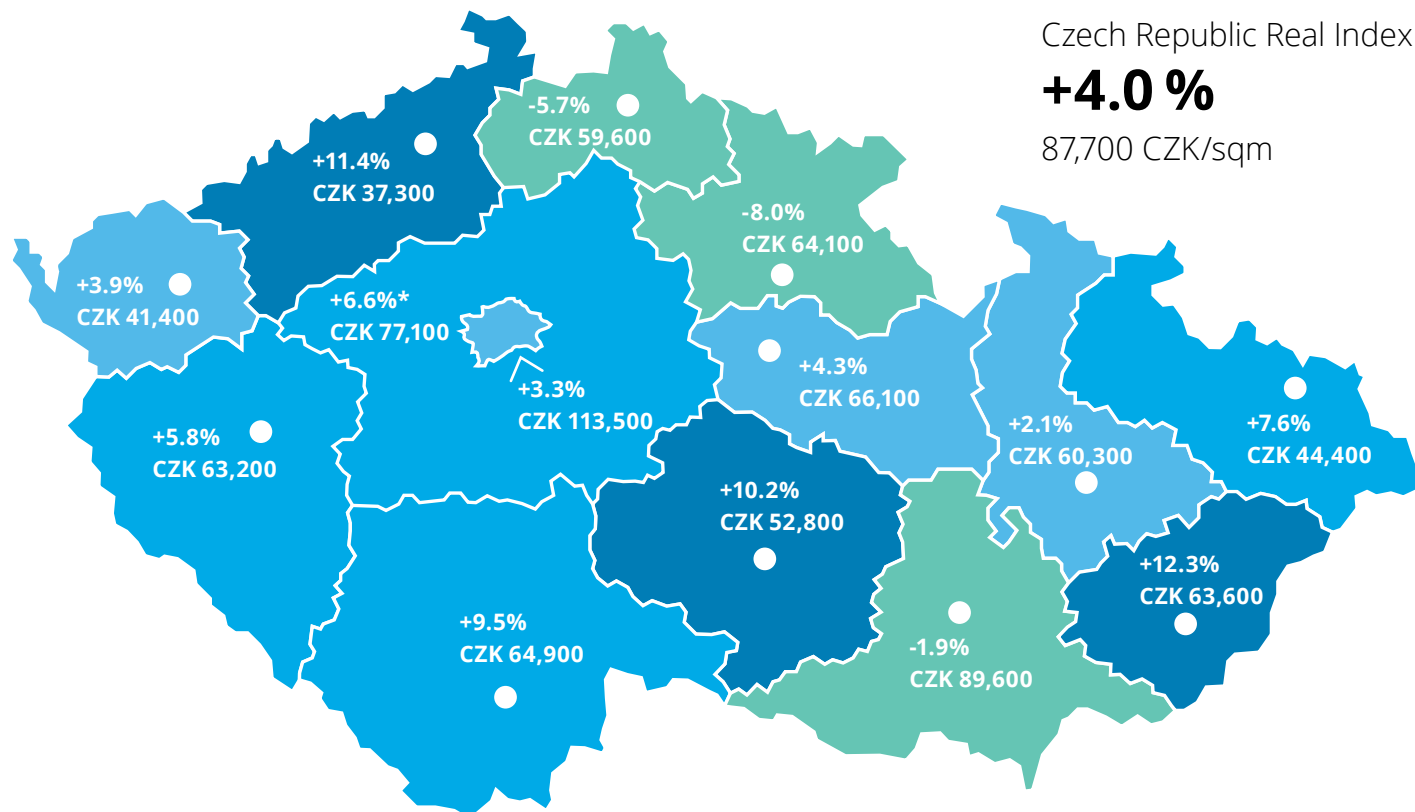 Czech Republic Real Index
+4.0 %
87,700 CZK/sqm
-5.7%
CZK 59,600
+11.4%
CZK 37,300
-8.0%
CZK 64,100
+3.9%
CZK 41,400
+6.6%*
CZK 77,100
+3.3%
CZK 113,500
+4.3%
CZK 66,100
+5.8%
CZK 63,200
+2.1%
CZK 60,300
+7.6%
CZK 44,400
+10.2%
CZK 52,800
+12.3%
CZK 63,600
+9.5%
CZK 64,900
-1.9%
CZK 89,600